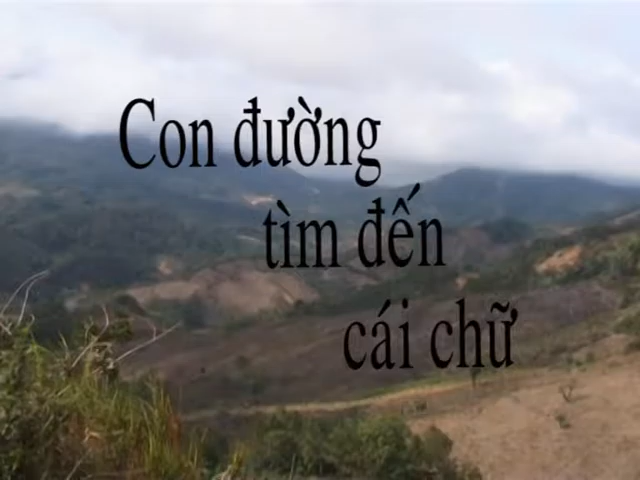 Con đường
tìm đến
cái chữ